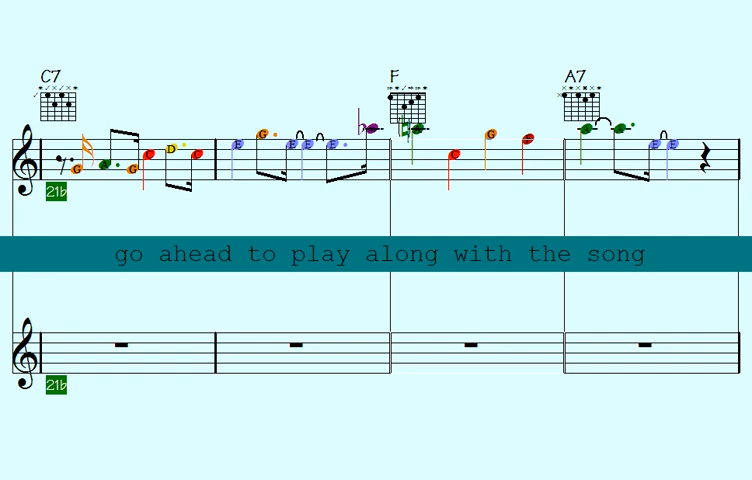 C7 F A7
G G C D C E G E E E C G E E E
21b
go ahead to play along with the song
21b